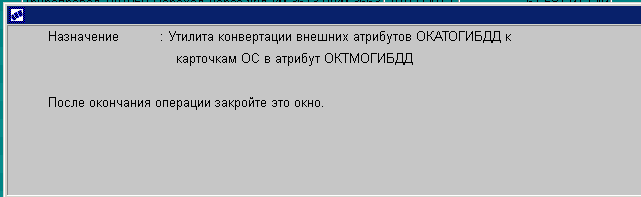 Назначение : Утилита конвертации внешних атрибутов ОКАТОГИБДД к
карточкам ОС в атрибут ОКТМОГИБДД
После окончания операции закройте это окно.